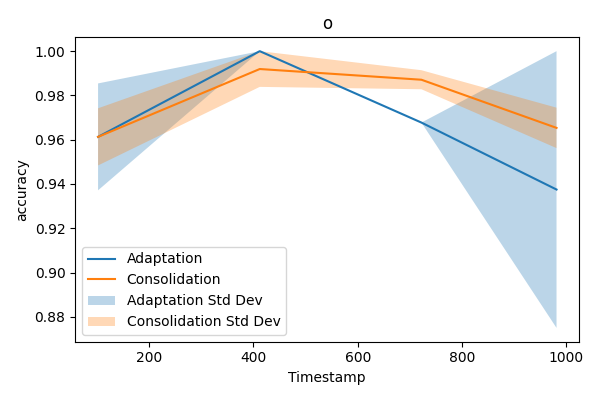 o
1.00
0.98
0.96
0.94
0.92
0.90
0.88
accuracy
Adaptation
Consolidation
Adaptation Std Dev
Consolidation Std Dev
200
400
600
800
1000
Timestamp